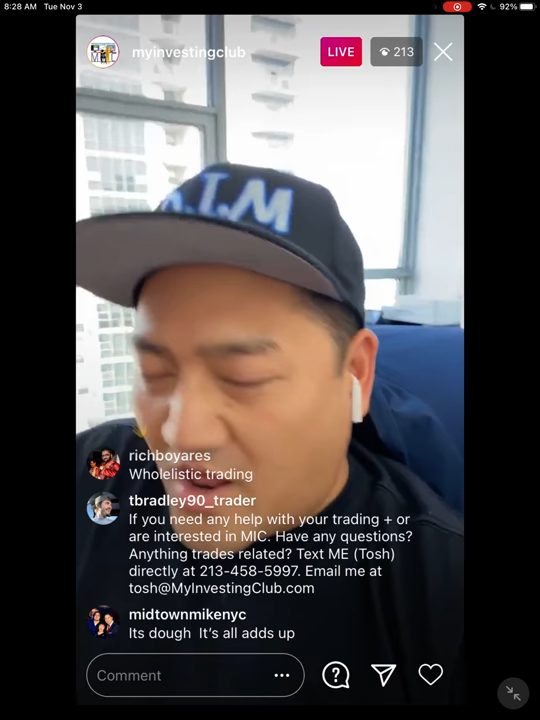 8:28 AM Tue Nov 3
92%
myinvestingclub
LIVE
213
richboyares
Wholelistic trading
tbradley90_trader
If you need any help with your trading + or
are interested in MIC. Have any questions?
Anything trades related? Text ME (Tosh)
directly at 213-458-5997. Email me at
tosh@MyInvestingClub.com
midtownmikenyc
Its dough It's all adds up
Comment